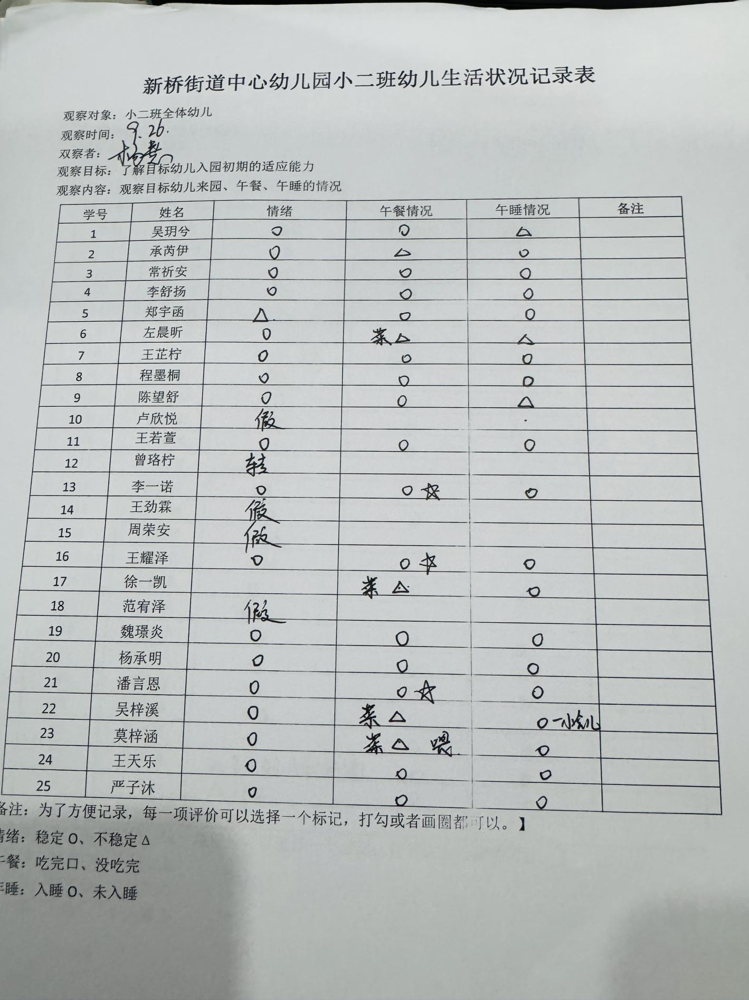 新桥街道中心幼儿园小二班幼儿生活状况记录表
观察对象：小二班全体幼儿
观察时间：9.26.
双察者：
观察目标：了解目标幼儿入园初期的适应能力
观察内容：观察目标幼儿来园、午餐、午睡的情况
学号 姓名 情绪 午餐情况 午睡情况 备注
1 吴玥兮 O O △
2 承芮伊 O △ O
3 常祈安 O O O
4 李舒扬 O O O
5 郑宇函 △. O O
6 左晨昕 O 菜△ △
7 王芷柠 O O O
8 程墨桐 O O O
9 陈望舒 O O △
10 卢欣悦 假
11 王若萱 O O O
12 曾珞柠 转
13 李一诺 O O☆ O
14 王劲霖 假
15 周荣安 假
16 王耀泽 O O☆ O
17 徐一凯 菜 △ O
18 范宥泽 假
19 魏璟炎 O O O
20 杨承明 O O O
21 潘言恩 O O☆ O
22 吴梓溪 O 菜 △ O一小会儿
23 莫梓涵 O 菜 △ 喂 O
24 王天乐 O O O
25 严子沐 O O O
备注：为了方便记录，每一项评价可以选择一个标记，打勾或者画圈都可以。】
情绪：稳定O、不稳定Δ
午餐：吃完口、没吃完
午睡：入睡O、未入睡